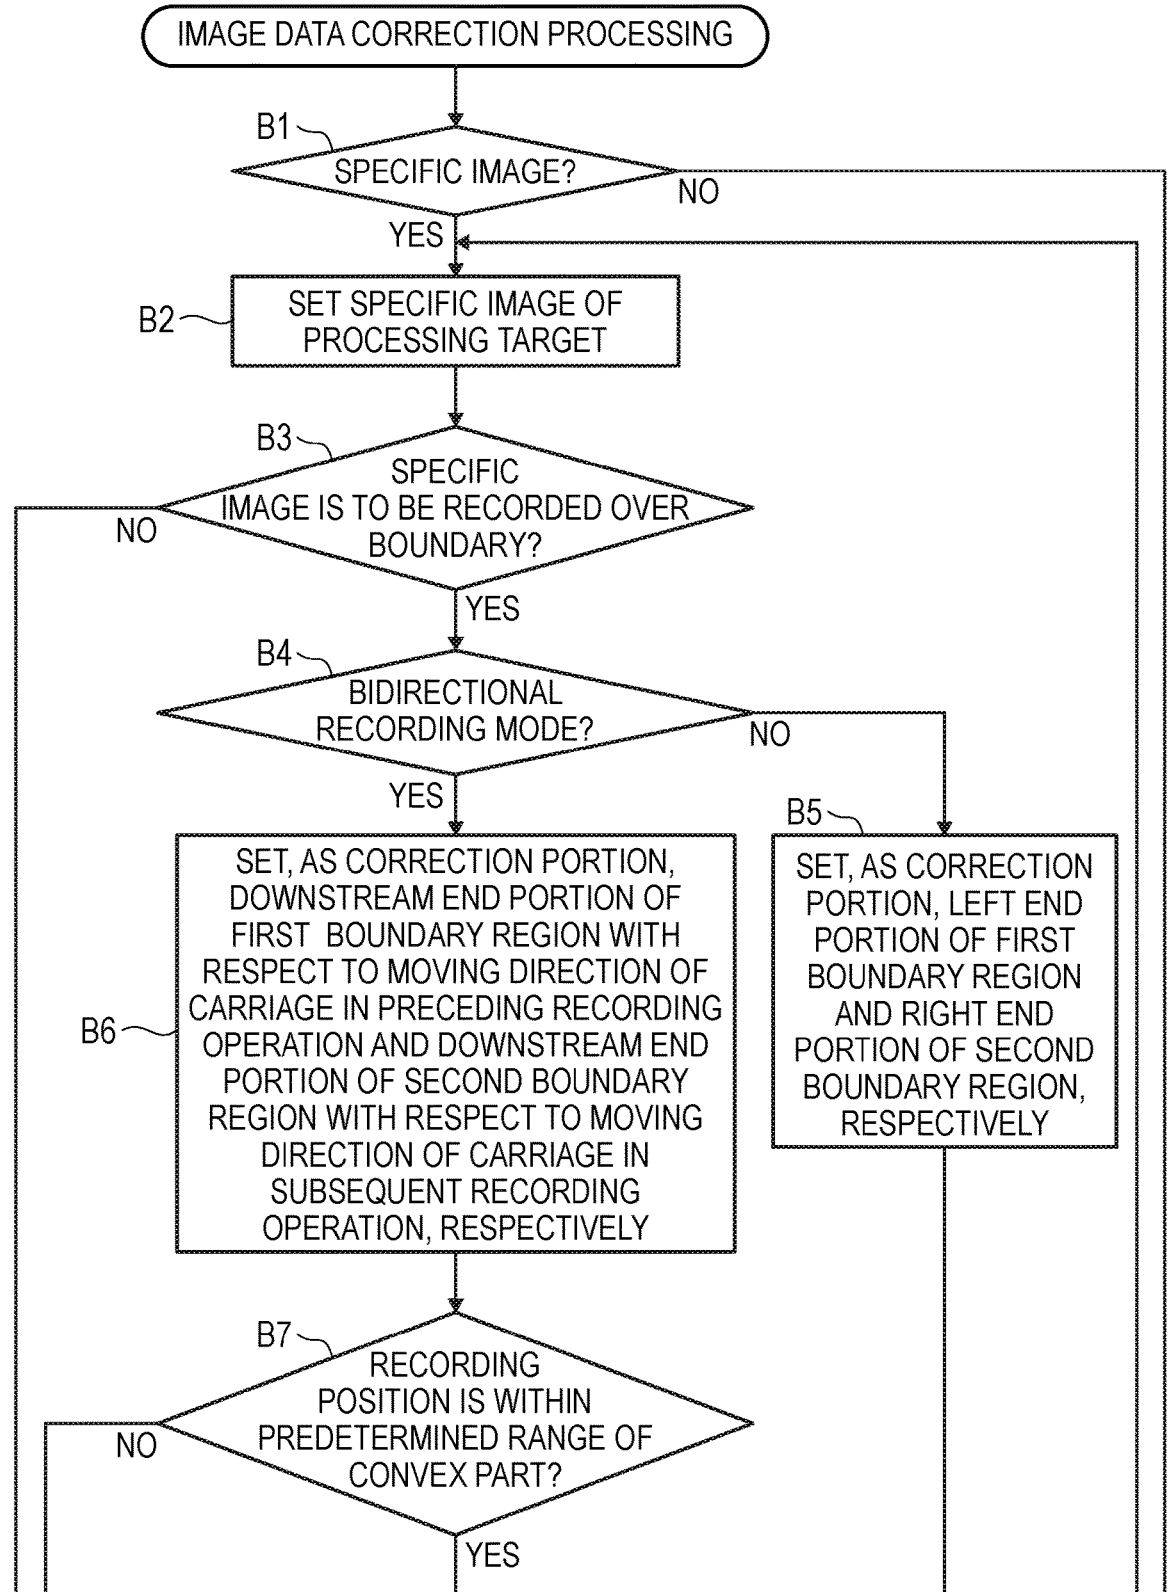 IMAGE DATA CORRECTION PROCESSING
B1
SPECIFIC IMAGE?
NO
YES
B2
SET SPECIFIC IMAGE OF
PROCESSING TARGET
B3
SPECIFIC
IMAGE IS TO BE RECORDED OVER
BOUNDARY?
NO
YES
B4
BIDIRECTIONAL
RECORDING MODE?
NO
YES
B5
SET, AS CORRECTION
PORTION, LEFT END
PORTION OF FIRST
BOUNDARY REGION
AND RIGHT END
PORTION OF SECOND
BOUNDARY REGION,
RESPECTIVELY
B6
SET, AS CORRECTION PORTION,
DOWNSTREAM END PORTION OF
FIRST BOUNDARY REGION WITH
RESPECT TO MOVING DIRECTION OF
CARRIAGE IN PRECEDING RECORDING
OPERATION AND DOWNSTREAM END
PORTION OF SECOND BOUNDARY
REGION WITH RESPECT TO MOVING
DIRECTION OF CARRIAGE IN
SUBSEQUENT RECORDING
OPERATION, RESPECTIVELY
B7
RECORDING
POSITION IS WITHIN
PREDETERMINED RANGE OF
CONVEX PART?
NO
YES